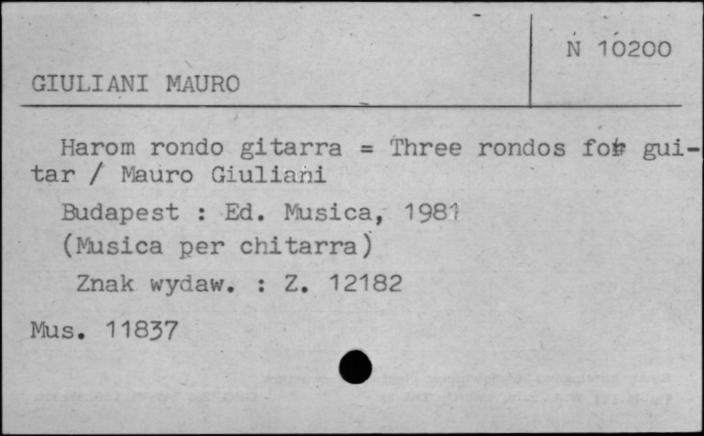 N 10200
GIULIANI MAURO
Harom rondo gitarra = Three rondos for gui-
tar / Mauro Giuliani
Budapest : Ed. Musica, 1981
(Musica per chitarra)
Znak wydaw. : Z. 12182
Mus. 11837